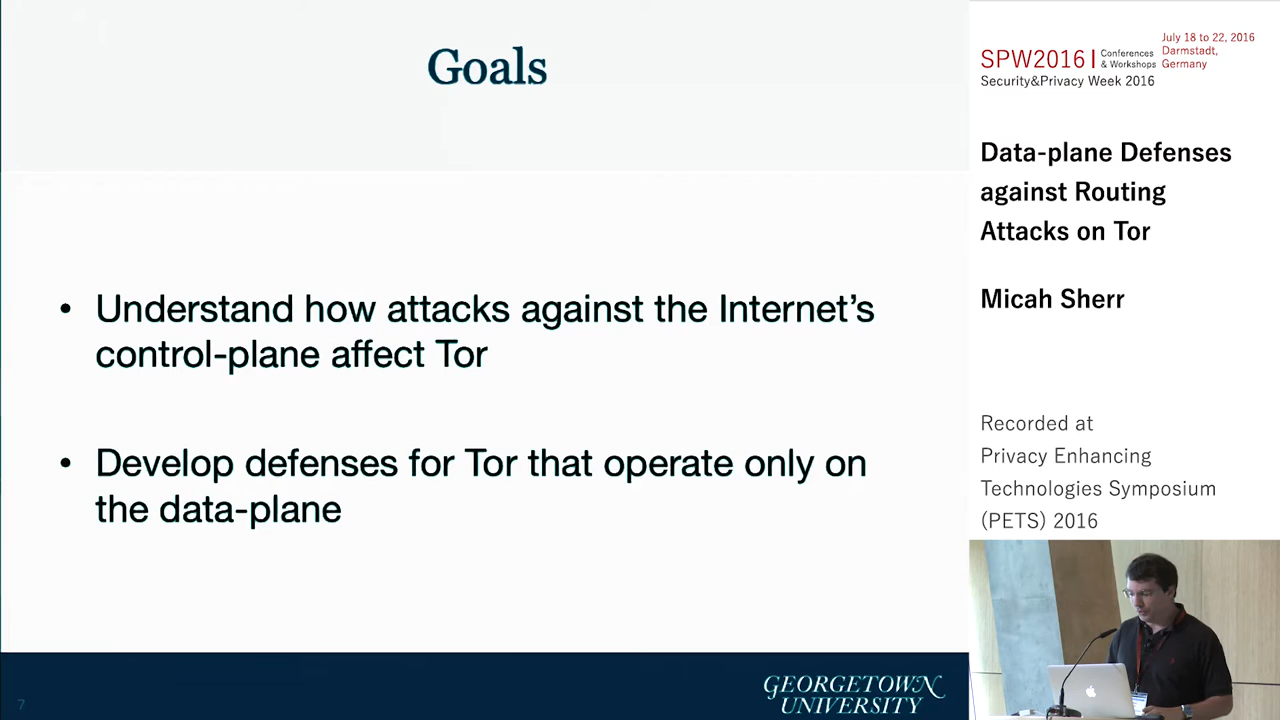 Goals
• Understand how attacks against the Internet's
control-plane affect Tor
• Develop defenses for Tor that operate only on
the data-plane
7
GEORGETOWN
UNIVERSITY
SPW2016 | Conferences
& Workshops
July 18 to 22, 2016
Darmstadt,
Germany
Security&Privacy Week 2016
Data-plane Defenses
against Routing
Attacks on Tor
Micah Sherr
Recorded at
Privacy Enhancing
Technologies Symposium
(PETS) 2016